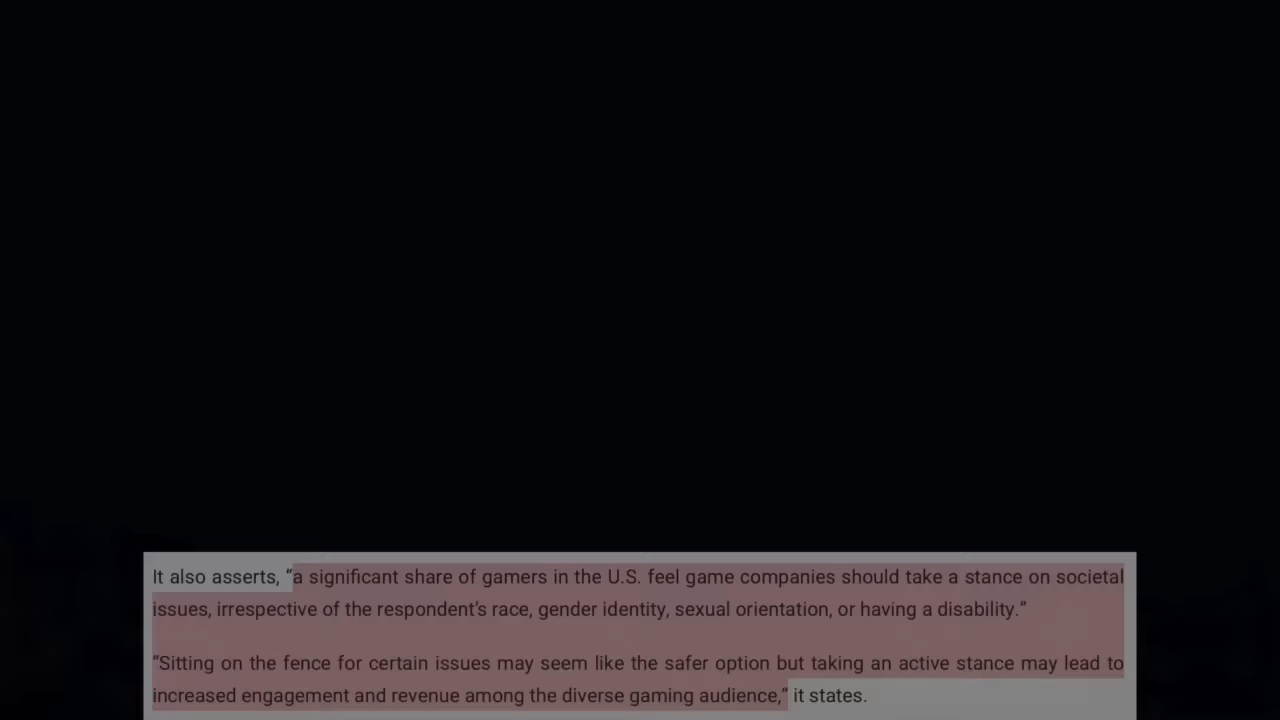 It also asserts, “a significant share of gamers in the U.S. feel game companies should take a stance on societal
issues, irrespective of the respondent’s race, gender identity, sexual orientation, or having a disability.”
“Sitting on the fence for certain issues may seem like the safer option but taking an active stance may lead to
increased engagement and revenue among the diverse gaming audience,” it states.